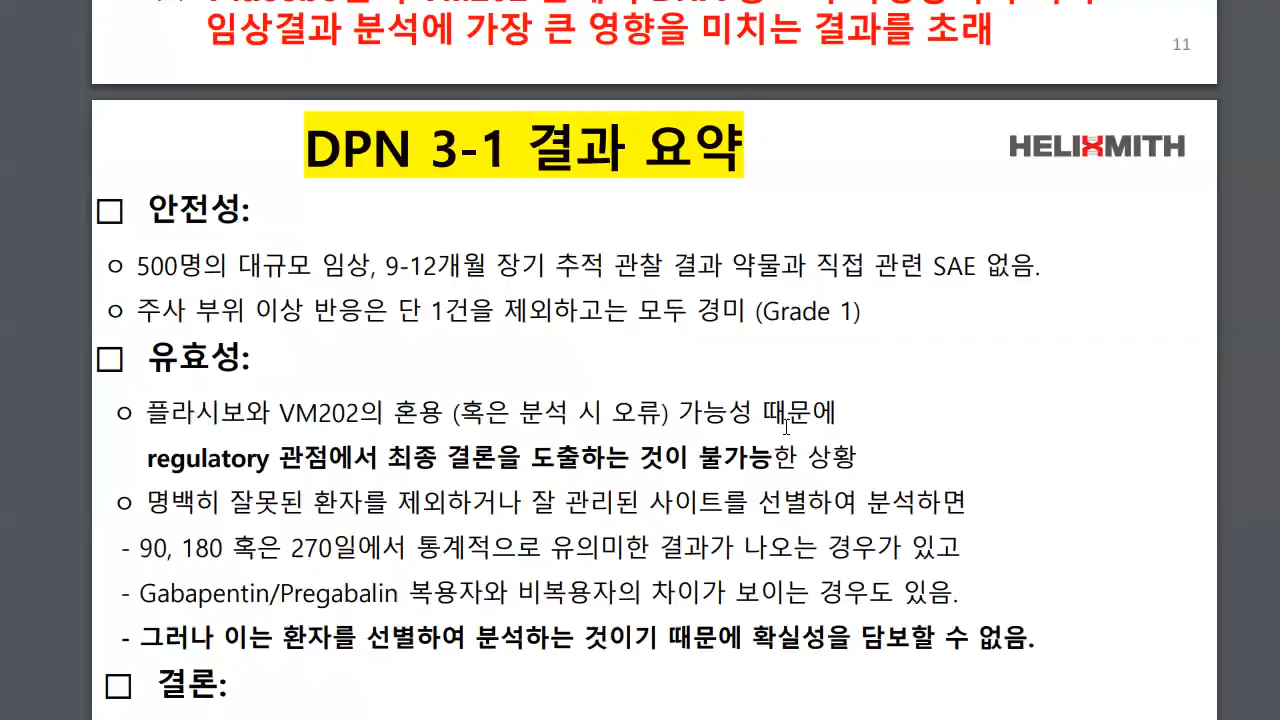 임상결과 분석에 가장 큰 영향을 미치는 결과를 초래
11
DPN 3-1 결과 요약
HELIXMITH
□ 안전성:
○ 500명의 대규모 임상, 9-12개월 장기 추적 관찰 결과 약물과 직접 관련 SAE 없음.
○ 주사 부위 이상 반응은 단 1건을 제외하고는 모두 경미 (Grade 1)
□ 유효성:
○ 플라시보와 VM202의 혼용 (혹은 분석 시 오류) 가능성 때문에
regulatory 관점에서 최종 결론을 도출하는 것이 불가능한 상황
○ 명백히 잘못된 환자를 제외하거나 잘 관리된 사이트를 선별하여 분석하면
- 90, 180 혹은 270일에서 통계적으로 유의미한 결과가 나오는 경우가 있고
- Gabapentin/Pregabalin 복용자와 비복용자의 차이가 보이는 경우도 있음.
- 그러나 이는 환자를 선별하여 분석하는 것이기 때문에 확실성을 담보할 수 없음.
□ 결론: